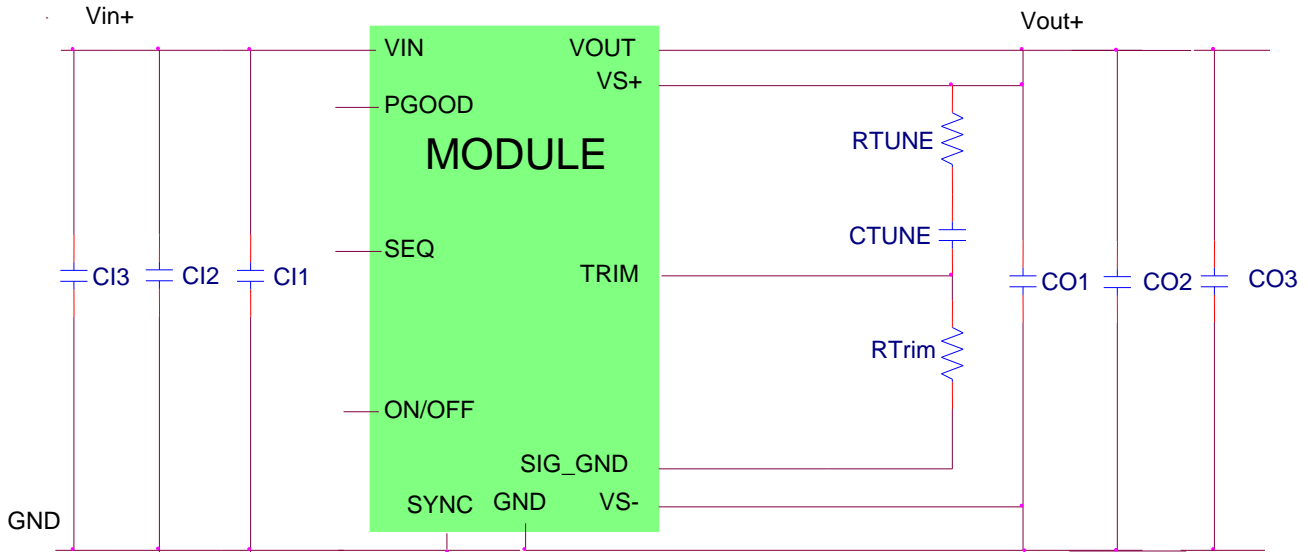 Vin+
Vout+
VIN
VOUT
VS+
PGOOD
MODULE
RTUNE
CTUNE
SEQ
TRIM
CI3
CI2
CI1
CO1
CO2
CO3
RTrim
ON/OFF
SIG_GND
SYNC
GND
VS-
GND